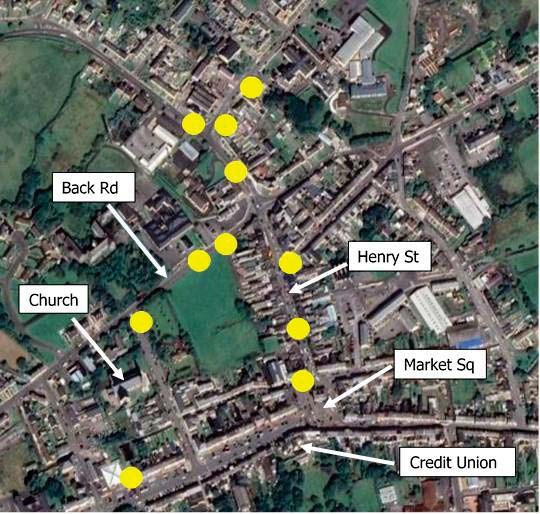 Back Rd
Henry St
Church
Market Sq
Credit Union